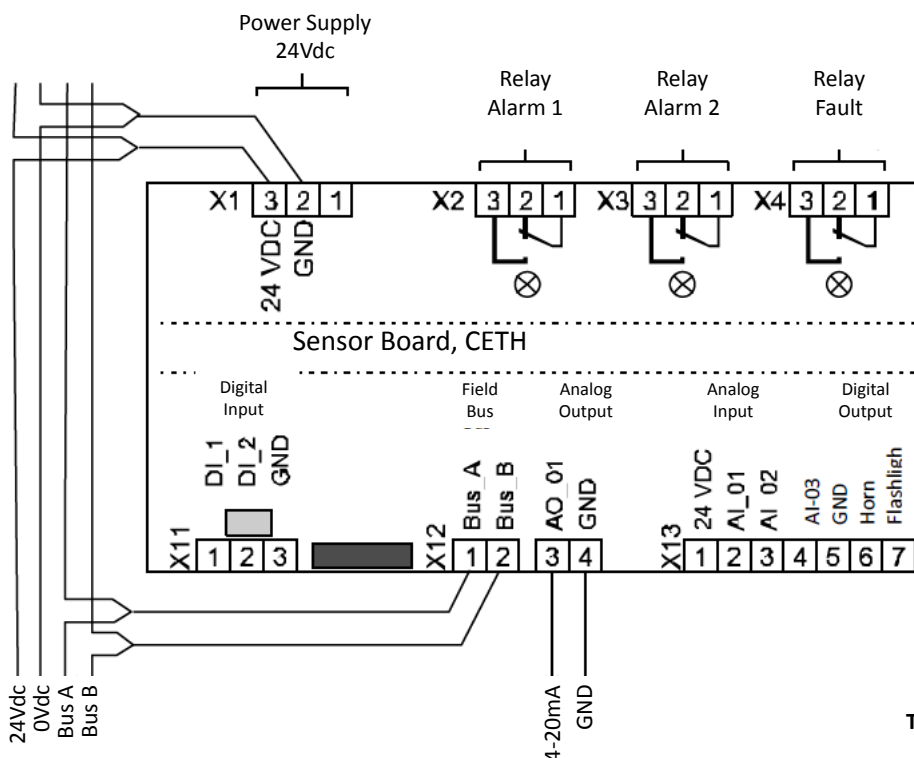 Power Supply
24Vdc
Relay
Alarm 1
Relay
Alarm 2
Relay
Fault
X1 3 2 1
X2 3 2 1
X3 3 2 1
X4 3 2 1
24 VDC
GND
Sensor Board, CETH
Digital
Input
Field
Bus
Analog
Output
Analog
Input
Digital
Output
DI_1
DI_2
GND
Bus_A
Bus_B
AO_01
GND
24 VDC
AI_01
AI_02
AI-03
GND
Horn
Flashligh
X11 1 2 3
X12 1 2 3 4
X13 1 2 3 4 5 6 7
24Vdc
0Vdc
Bus A
Bus B
4-20mA
GND
T